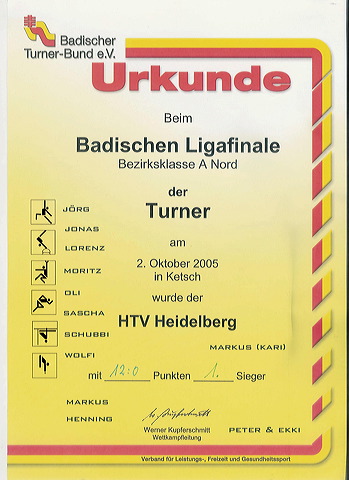 Badischer
Turner-Bund e.V.
Urkunde
Beim
Badischen Ligafinale
Bezirksklasse A Nord
der
Turner
am
2. Oktober 2005
in Ketsch
wurde der
HTV Heidelberg
JÖRG
JONAS
LORENZ
MORITZ
OLI
SASCHA
SCHUBBI
WOLFI
MARKUS (KARI)
mit 12:0 Punkten 1. Sieger
MARKUS
HENNING
Werner Kupferschmitt
Wettkampfleitung
PETER & EKKI
Verband für Leistungs-, Freizeit und Gesundheitssport